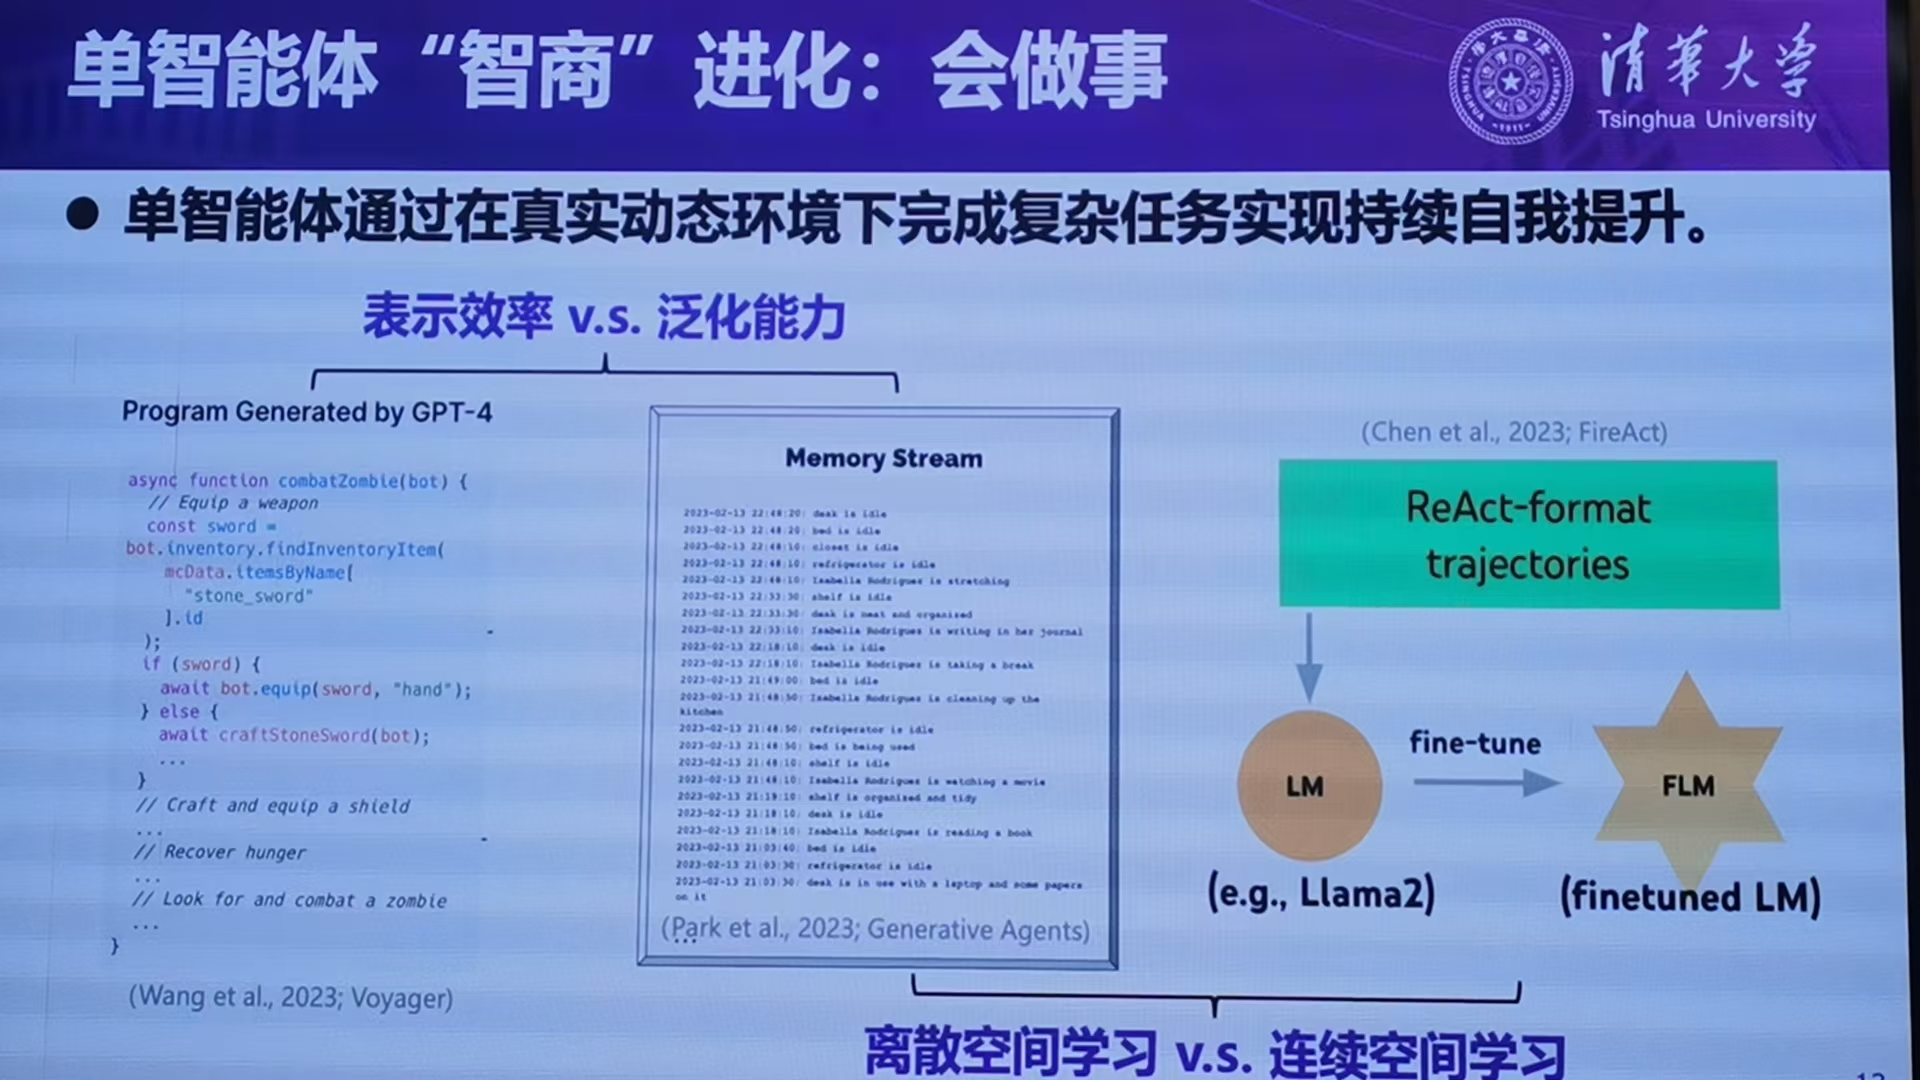 单智能体“智商”进化：会做事
清华大学
Tsinghua University
● 单智能体通过在真实动态环境下完成复杂任务实现持续自我提升。
表示效率 v.s. 泛化能力
Program Generated by GPT-4
async function combatZombie(bot) {
// Equip a weapon
const sword =
bot.inventory.findInventoryItem(
mcData.itemsByName[
"stone_sword"
].id
);
if (sword) {
await bot.equip(sword, "hand");
} else {
await craftStoneSword(bot);
...
}
// Craft and equip a shield
...
// Recover hunger
...
// Look for and combat a zombie
...
}
(Wang et al., 2023; Voyager)
Memory Stream
2023-02-13 22:48:20: desk is idle
2023-02-13 22:48:20: bed is idle
2023-02-13 22:48:10: closet is idle
2023-02-13 22:48:10: refrigerator is idle
2023-02-13 22:48:10: Isabella Rodriguez is stretching
2023-02-13 22:33:30: shelf is idle
2023-02-13 22:33:30: desk is neat and organized
2023-02-13 22:33:10: Isabella Rodriguez is writing in her journal
2023-02-13 22:18:10: desk is idle
2023-02-13 22:18:10: Isabella Rodriguez is taking a break
2023-02-13 21:49:00: bed is idle
2023-02-13 21:48:50: Isabella Rodriguez is cleaning up the
kitchen
2023-02-13 21:48:50: refrigerator is idle
2023-02-13 21:48:50: bed is being used
2023-02-13 21:48:10: shelf is idle
2023-02-13 21:48:10: Isabella Rodriguez is watching a movie
2023-02-13 21:19:10: shelf is organized and tidy
2023-02-13 21:18:10: desk is idle
2023-02-13 21:18:10: Isabella Rodriguez is reading a book
2023-02-13 21:03:40: bed is idle
2023-02-13 21:03:30: refrigerator is idle
2023-02-13 21:03:30: desk is in use with a laptop and some papers
on it
...
(Park et al., 2023; Generative Agents)
(Chen et al., 2023; FireAct)
ReAct-format
trajectories
LM
fine-tune
FLM
(e.g., Llama2)
(finetuned LM)
离散空间学习 v.s. 连续空间学习